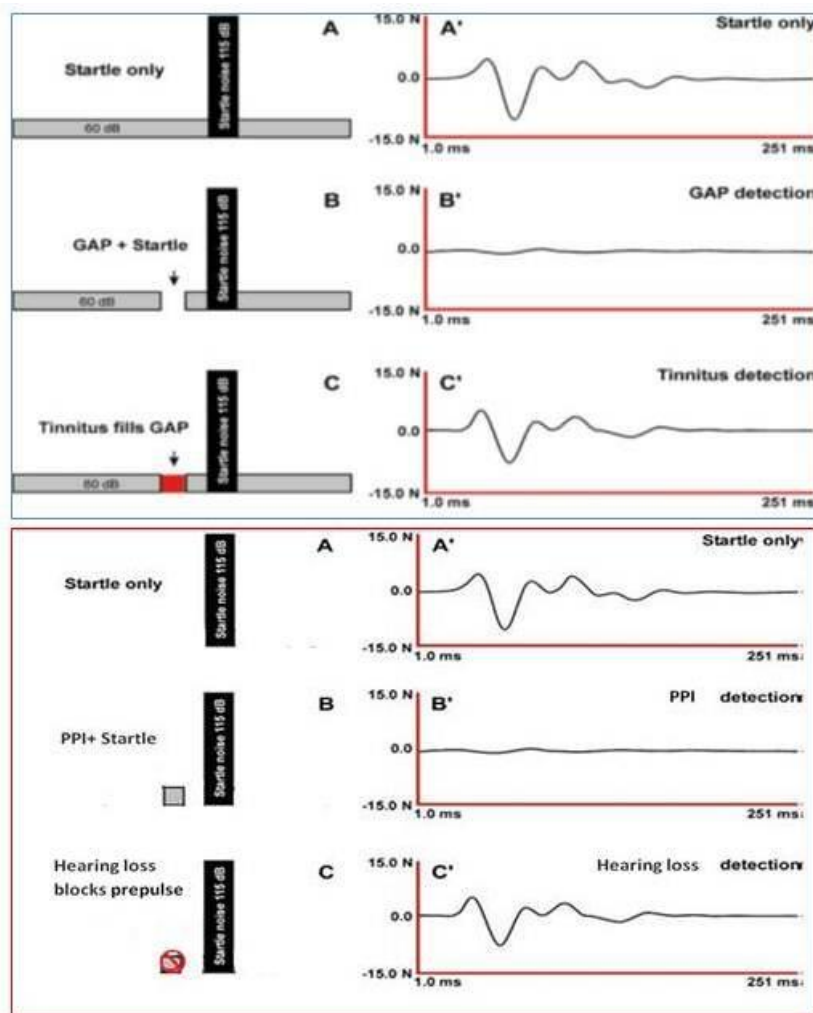 A
Startle only
Startle noise 115 dB
60 dB
A'
Startle only
15.0 N
0.0
-15.0 N
1.0 ms
251 ms
B
GAP + Startle
Startle noise 115 dB
60 dB
B'
GAP detection
15.0 N
0.0
-15.0 N
1.0 ms
251 ms
C
Tinnitus fills GAP
Startle noise 115 dB
60 dB
C'
Tinnitus detection
15.0 N
0.0
-15.0 N
1.0 ms
251 ms
A
Startle only
Startle noise 115 dB
A'
Startle only
15.0 N
0.0
-15.0 N
1.0 ms
251 ms
B
PPI+ Startle
Startle noise 115 dB
B'
PPI detection
15.0 N
0.0
-15.0 N
1.0 ms
251 ms
C
Hearing loss
blocks prepulse
Startle noise 115 dB
C'
Hearing loss detection
15.0 N
0.0
-15.0 N
1.0 ms
251 ms